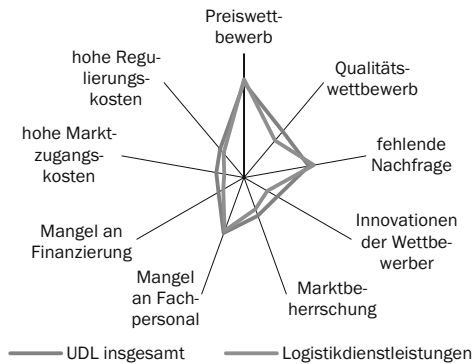 Preiswett-
bewerb
Qualitäts-
wettbewerb
fehlende
Nachfrage
Innovationen
der Wettbe-
werber
Marktbe-
herrschung
Mangel
an Fach-
personal
Mangel an
Finanzierung
hohe Markt-
zugangs-
kosten
hohe Regu-
lierungs-
kosten
UDL insgesamt
Logistikdienstleistungen